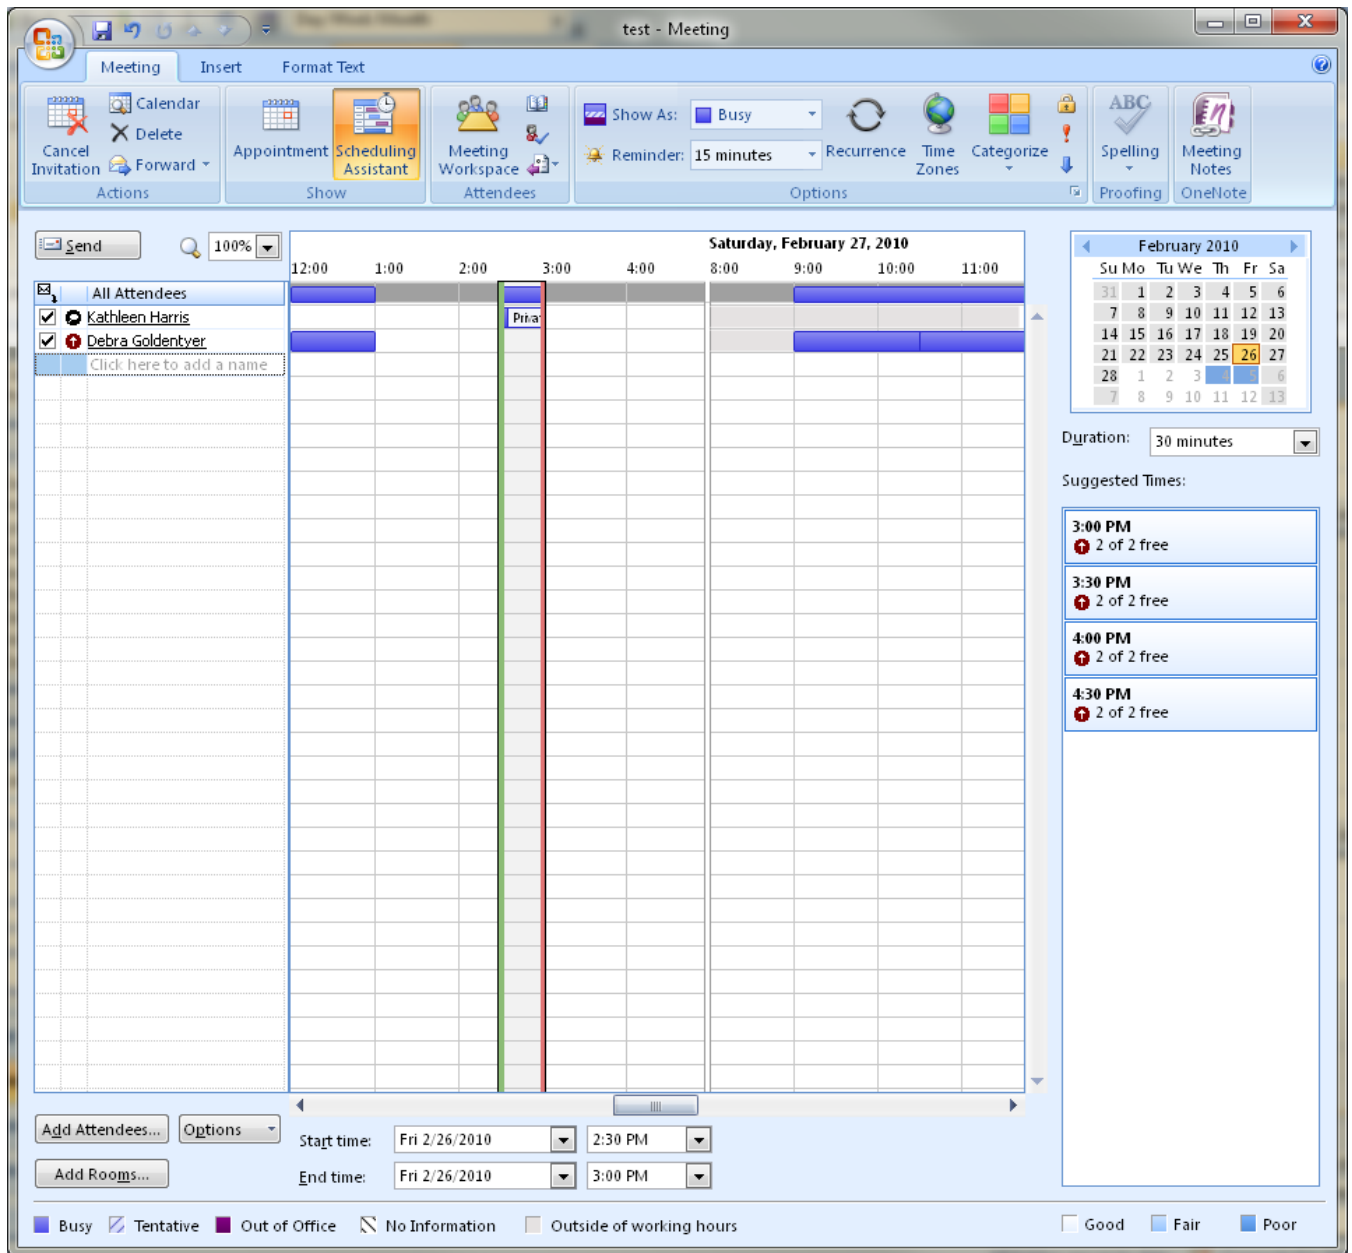 test - Meeting
Meeting Insert Format Text
Cancel Invitation
Calendar
Delete
Forward
Actions
Appointment
Scheduling Assistant
Show
Meeting Workspace
Attendees
Show As: Busy
Reminder: 15 minutes
Recurrence
Time Zones
Categorize
Options
ABC
Spelling
Proofing
Meeting Notes
OneNote
Send 100%
Saturday, February 27, 2010
12:00 1:00 2:00 3:00 4:00 8:00 9:00 10:00 11:00
All Attendees
Kathleen Harris
Priva
Debra Goldentyer
Click here to add a name
February 2010
Su Mo Tu We Th Fr Sa
31 1 2 3 4 5 6
7 8 9 10 11 12 13
14 15 16 17 18 19 20
21 22 23 24 25 26 27
28 1 2 3 4 5 6
7 8 9 10 11 12 13
Duration: 30 minutes
Suggested Times:
3:00 PM
2 of 2 free
3:30 PM
2 of 2 free
4:00 PM
2 of 2 free
4:30 PM
2 of 2 free
Add Attendees... Options
Add Rooms...
Start time: Fri 2/26/2010 2:30 PM
End time: Fri 2/26/2010 3:00 PM
Busy Tentative Out of Office No Information Outside of working hours
Good Fair Poor